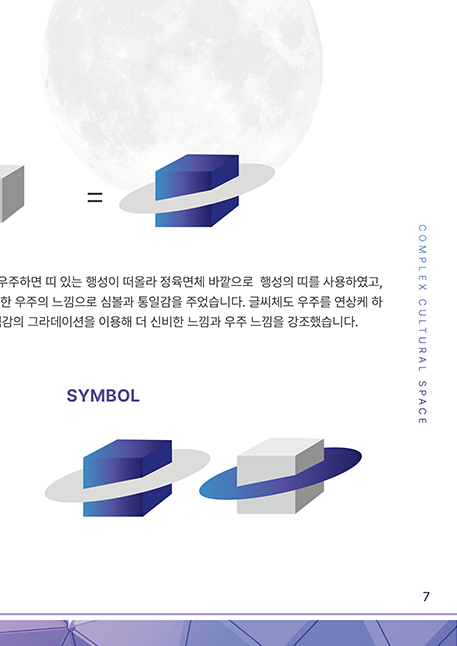 =
우주하면 띠 있는 행성이 떠올라 정육면체 바깥으로 행성의 띠를 사용하였고,
한 우주의 느낌으로 심볼과 통일감을 주었습니다. 글씨체도 우주를 연상케 하
감의 그라데이션을 이용해 더 신비한 느낌과 우주 느낌을 강조했습니다.
COMPLEX CULTURAL SPACE
SYMBOL
7